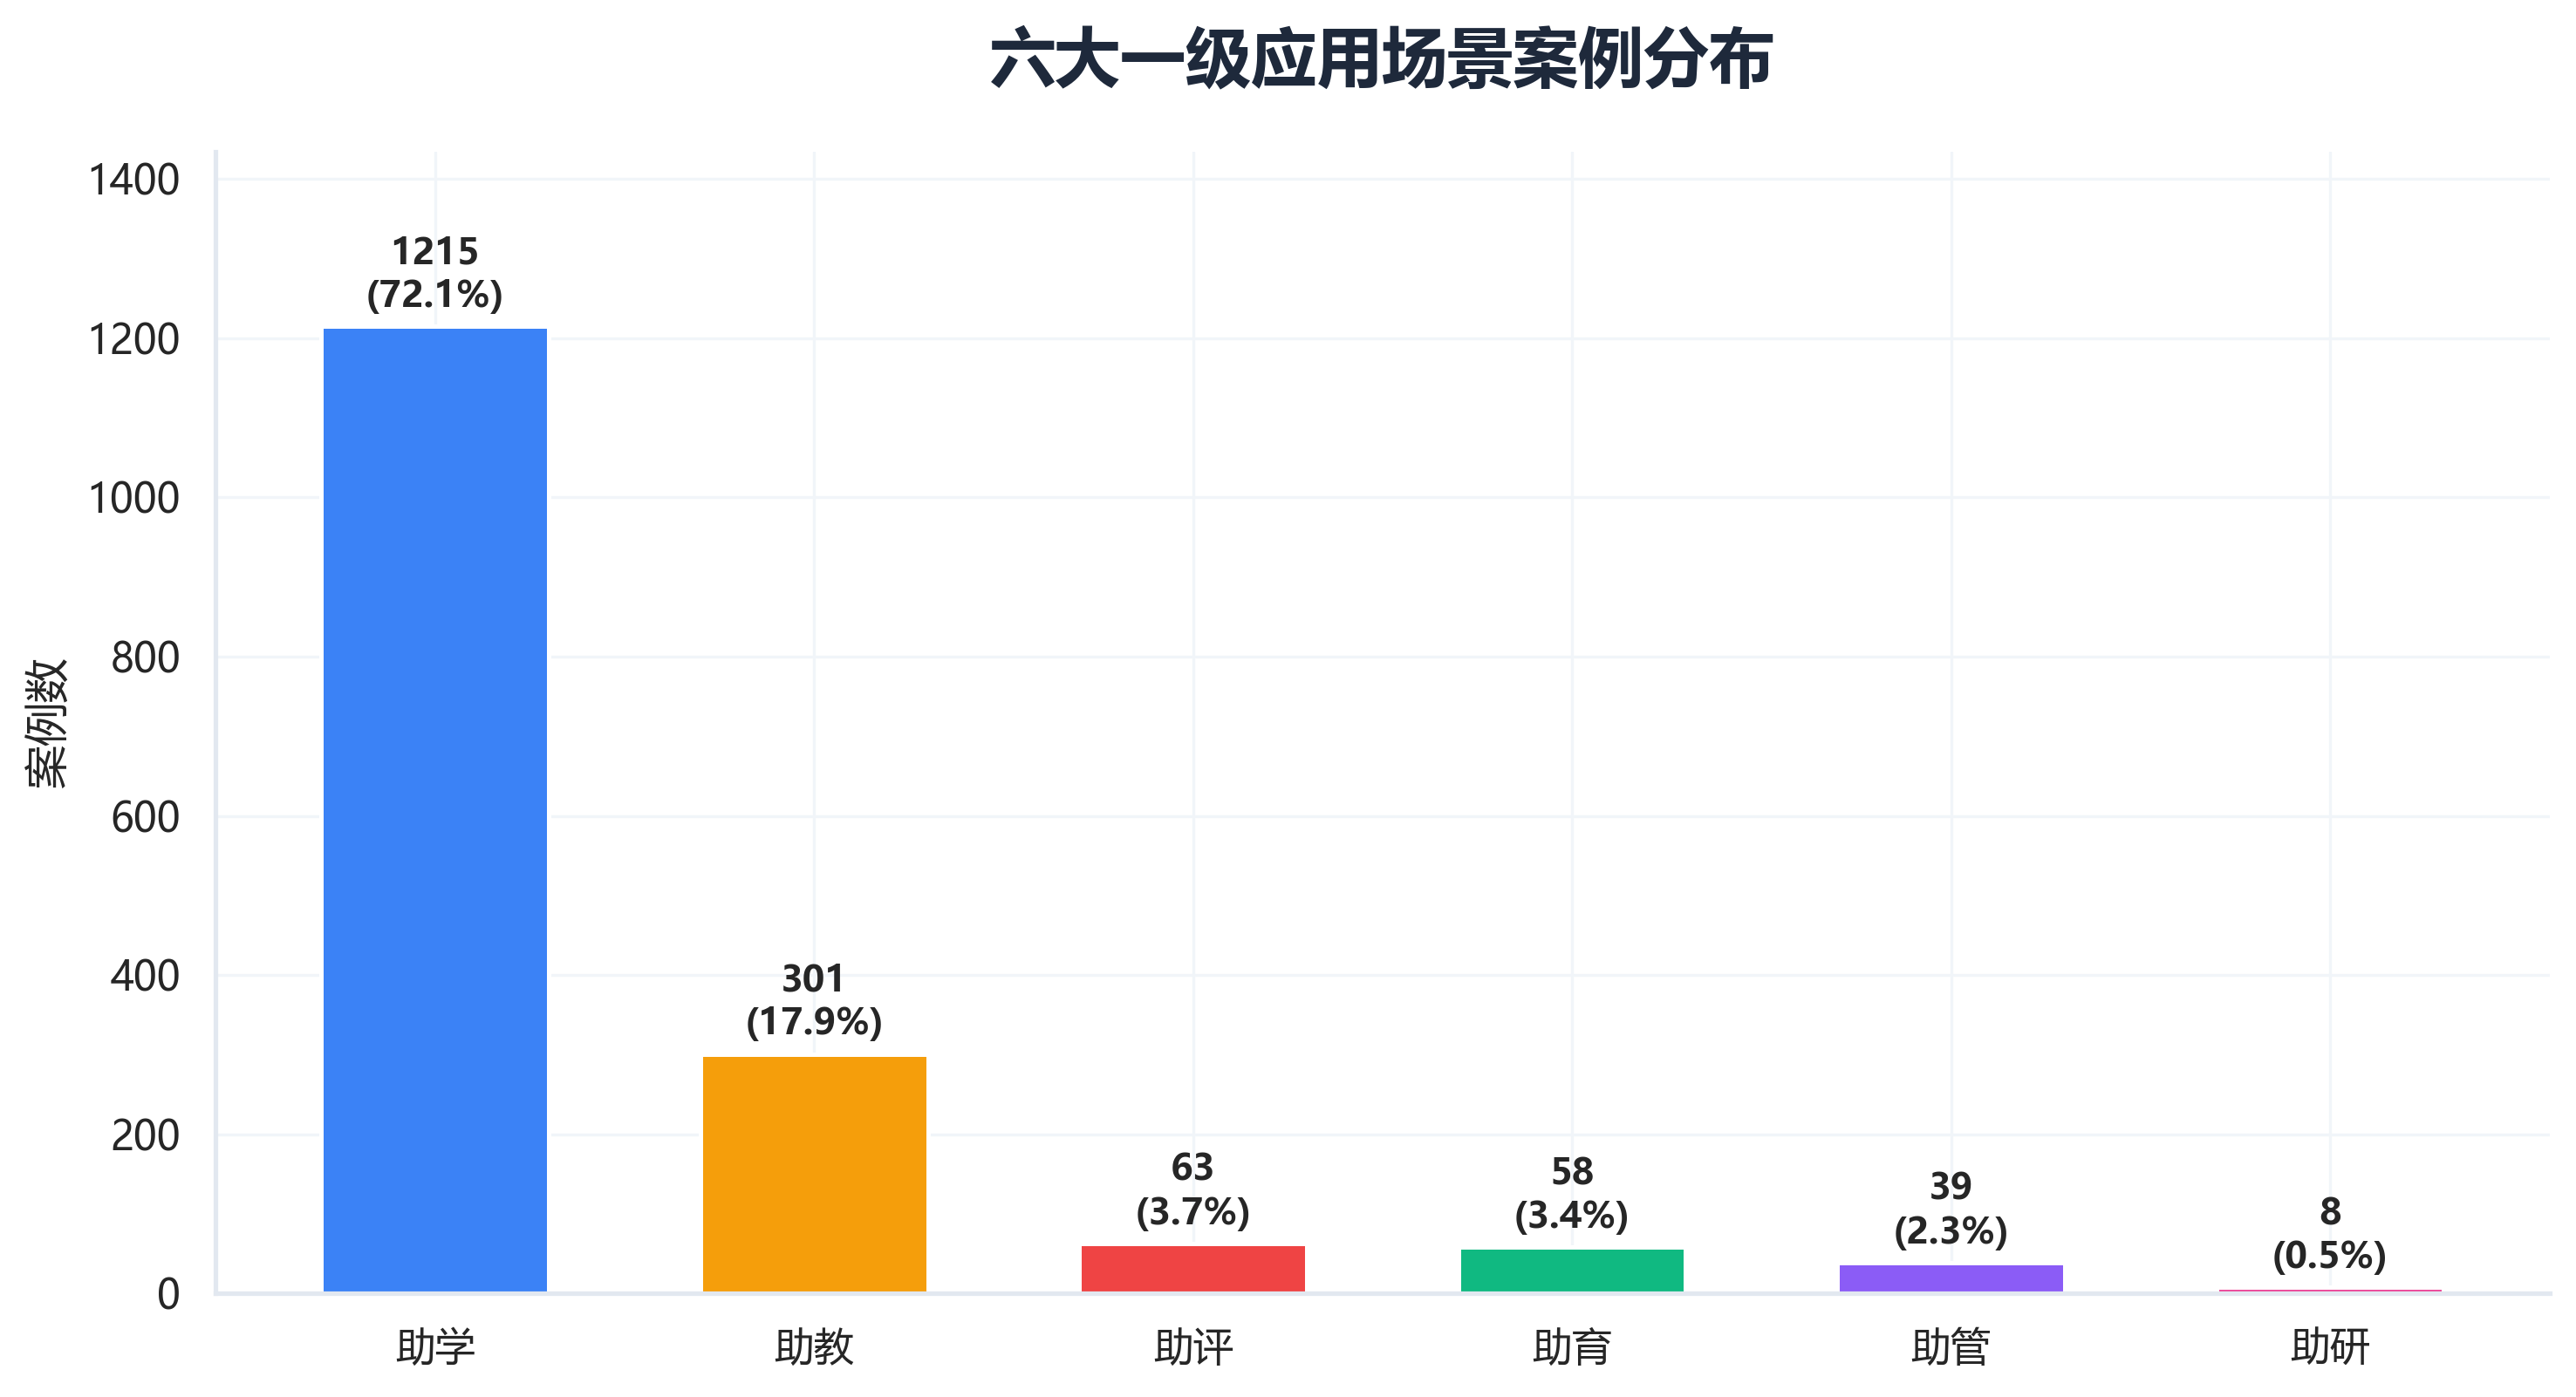 六大一级应用场景案例分布
案例数
1400
1200
1000
800
600
400
200
0
1215
(72.1%)
301
(17.9%)
63
(3.7%)
58
(3.4%)
39
(2.3%)
8
(0.5%)
助学
助教
助评
助育
助管
助研